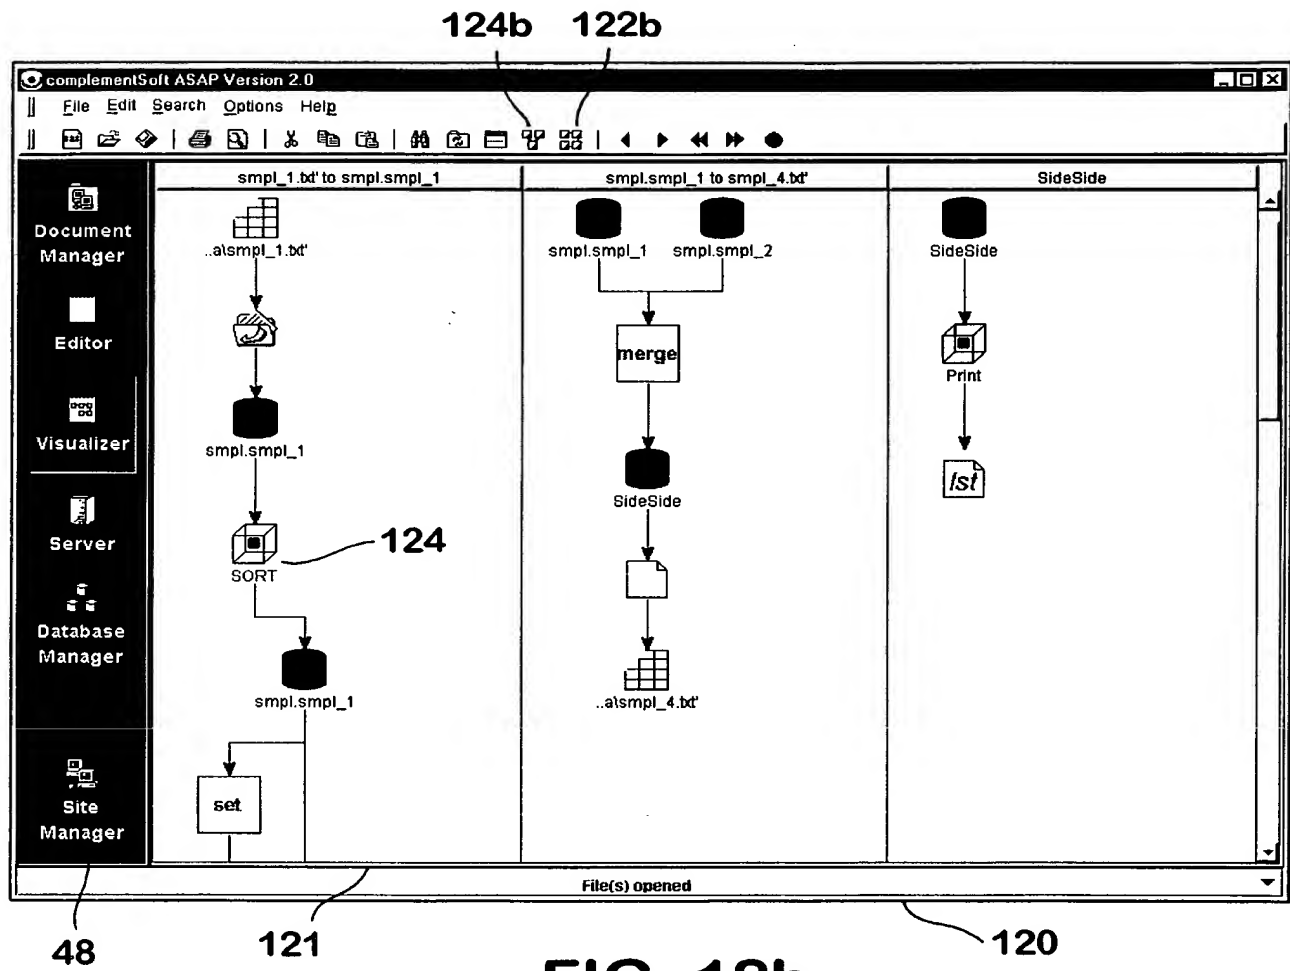 124b 122b
complementSoft ASAP Version 2.0
File Edit Search Options Help
smpl_1.txt' to smpl.smpl_1
smpl.smpl_1 to smpl_4.txt'
SideSide
Document
Manager
Editor
Visualizer
Server
Database
Manager
Site
Manager
..a\smpl_1.txt'
smpl.smpl_1
SORT
124
smpl.smpl_1
set
smpl.smpl_1 smpl.smpl_2
merge
SideSide
..a\smpl_4.txt'
SideSide
Print
lst
File(s) opened
48
121
120
FIG. 18b